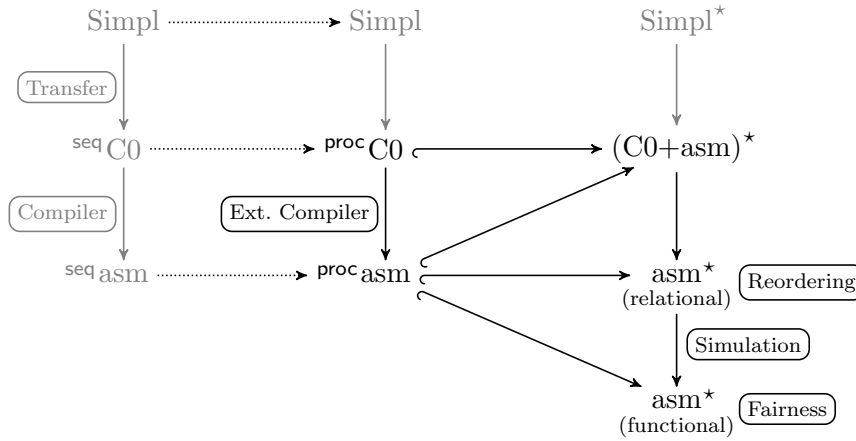 Simpl Simpl Simpl⋆
Transfer
seqC0 procC0 (C0+asm)⋆
Compiler Ext. Compiler
seqasm procasm asm⋆ Reordering
(relational)
Simulation
asm⋆ Fairness
(functional)